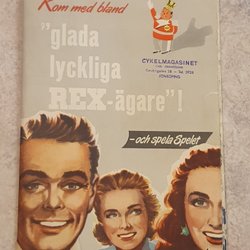 Kom med bland
"glada
lyckliga
REX-ägare"!
CYKELMAGASINET
JÖNKÖPING
-och spela Spelet